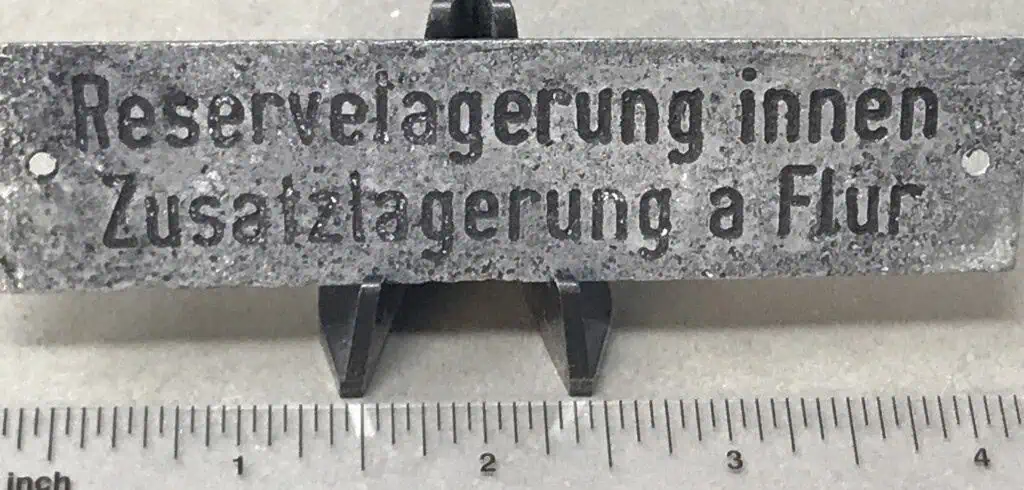 Reservelagerung innen
Zusatzlagerung a Flur
1 2 3 4
inch